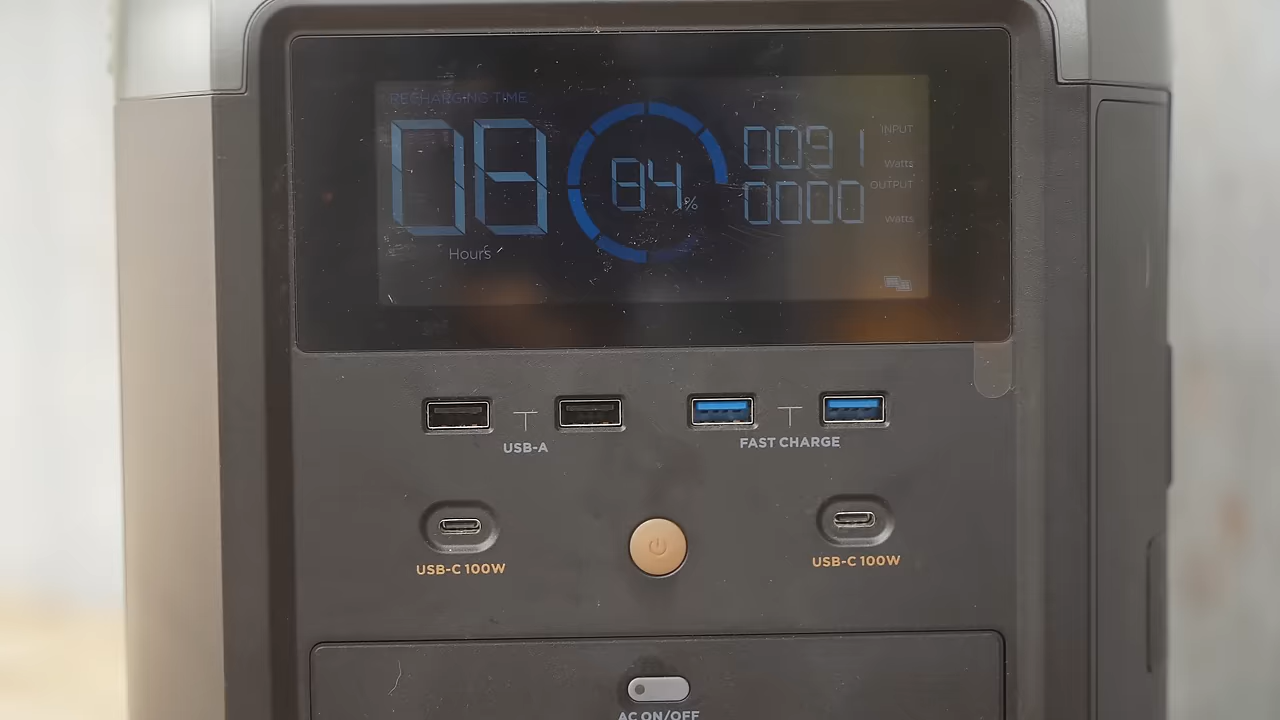 RECHARGING TIME
08
Hours
84%
0091 INPUT
Watts
0000 OUTPUT
Watts
USB-A
FAST CHARGE
USB-C 100W
USB-C 100W
AC ON/OFF